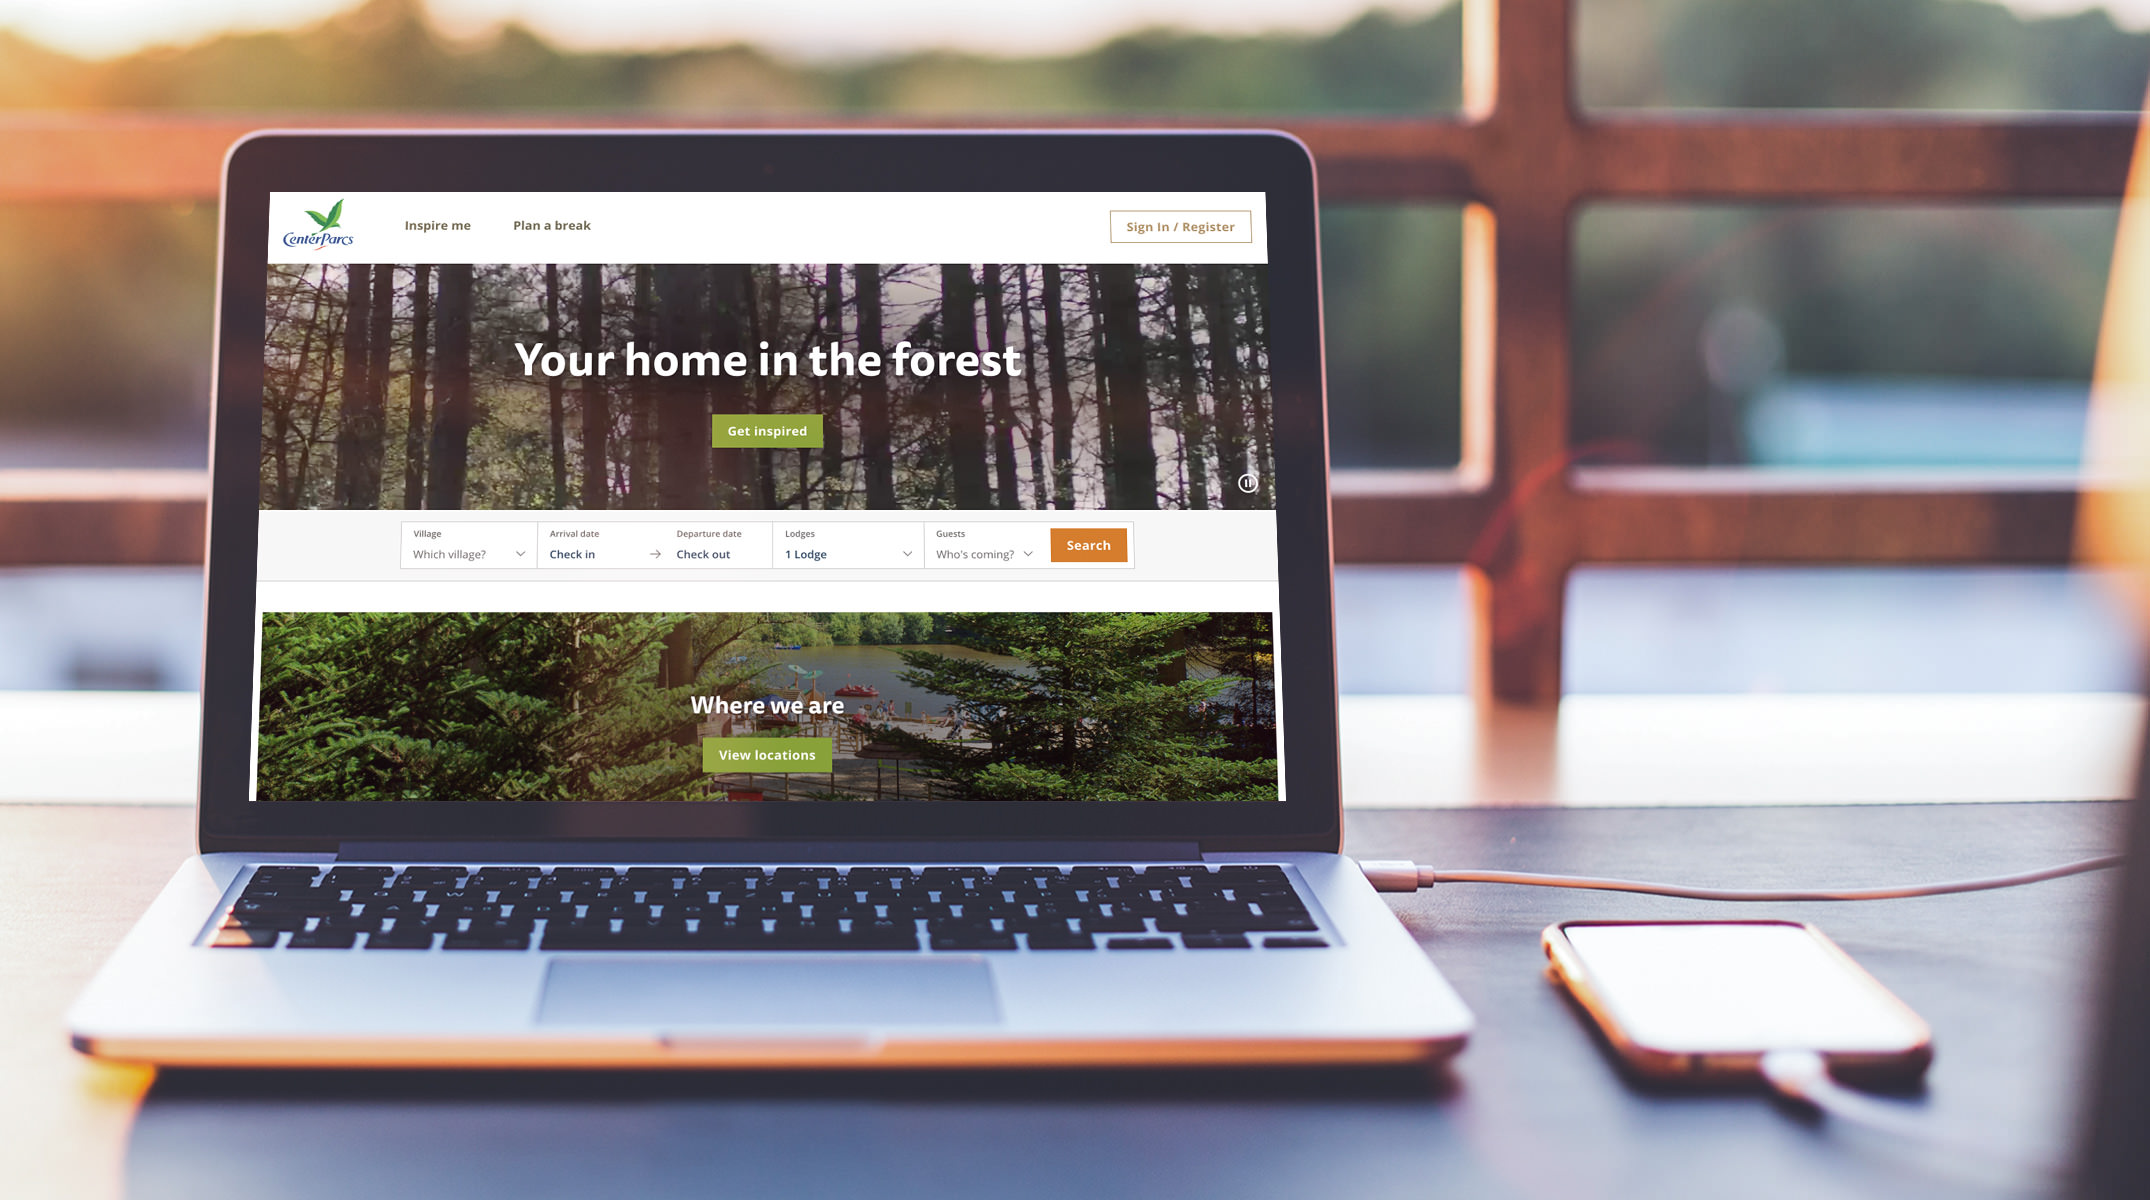 CenterParcs
Inspire me
Plan a break
Sign In / Register
Your home in the forest
Get inspired
Village
Which village?
Arrival date
Check in
Departure date
Check out
Lodges
1 Lodge
Guests
Who's coming?
Search
Where we are
View locations